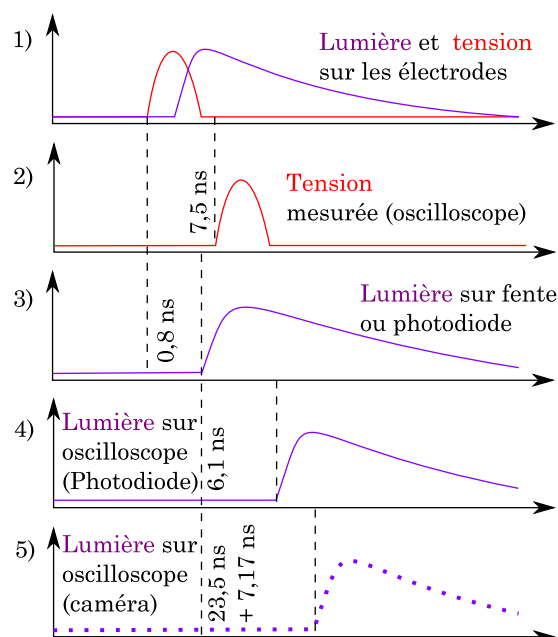 1)
Lumière et tension
sur les électrodes
2)
7,5 ns
Tension
mesurée (oscilloscope)
3)
0,8 ns
Lumière sur fente
ou photodiode
4)
Lumière sur
oscilloscope
(Photodiode)
6,1 ns
5)
Lumière sur
oscilloscope
(caméra)
23,5 ns
+ 7,17 ns